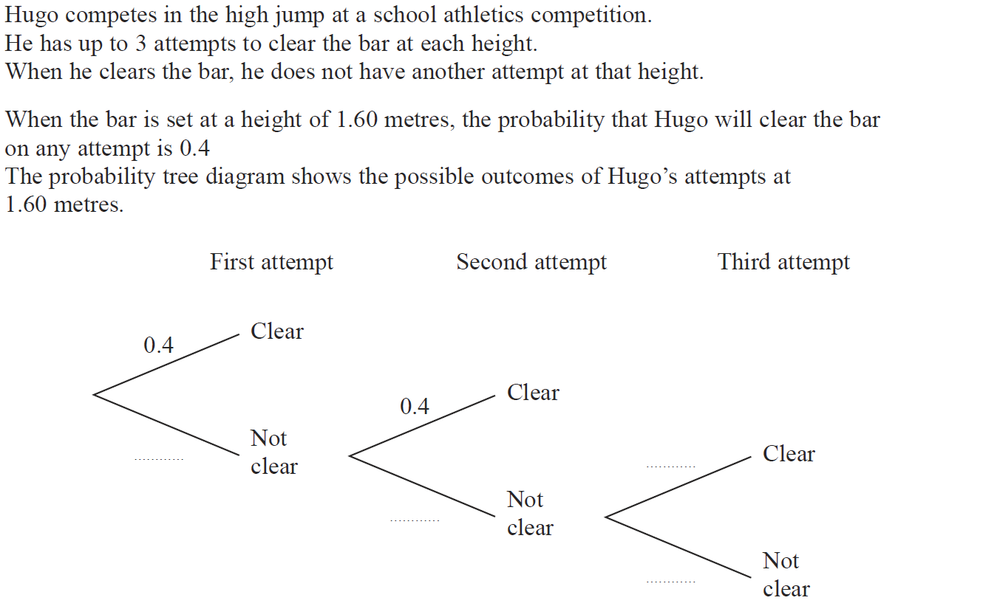 Hugo competes in the high jump at a school athletics competition.
He has up to 3 attempts to clear the bar at each height.
When he clears the bar, he does not have another attempt at that height.
When the bar is set at a height of 1.60 metres, the probability that Hugo will clear the bar
on any attempt is 0.4
The probability tree diagram shows the possible outcomes of Hugo’s attempts at
1.60 metres.
First attempt Second attempt Third attempt
0.4
Clear
Not
clear
............
0.4
Clear
Not
clear
............
............
Clear
Not
clear
............